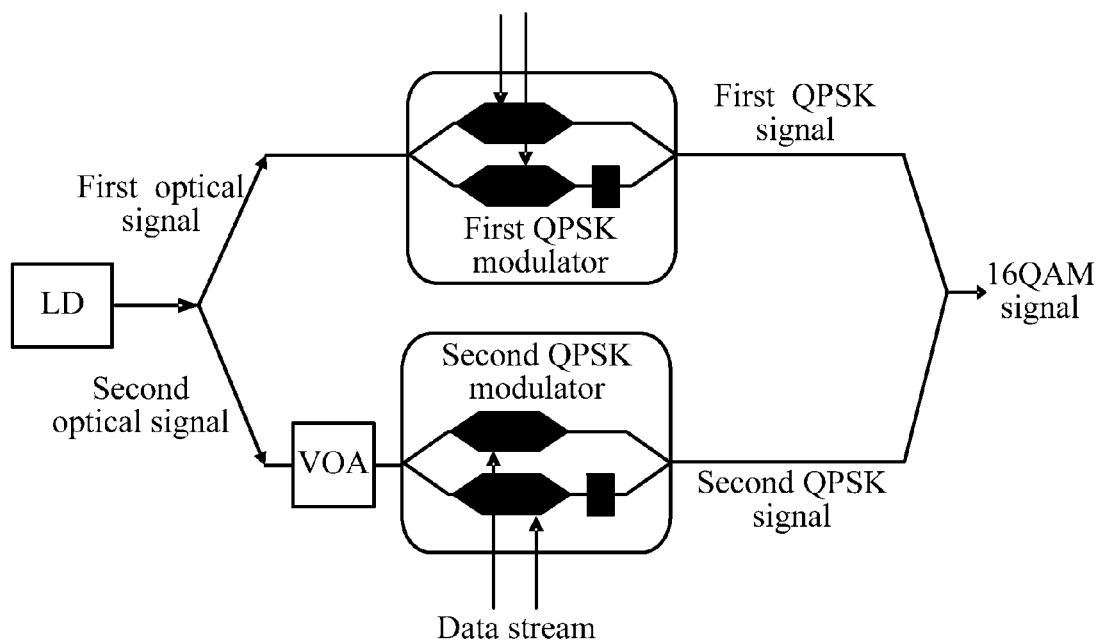 First QPSK
signal
First optical
signal
First QPSK
modulator
LD
16QAM
signal
Second
optical signal
Second QPSK
modulator
VOA
Second QPSK
signal
Data stream